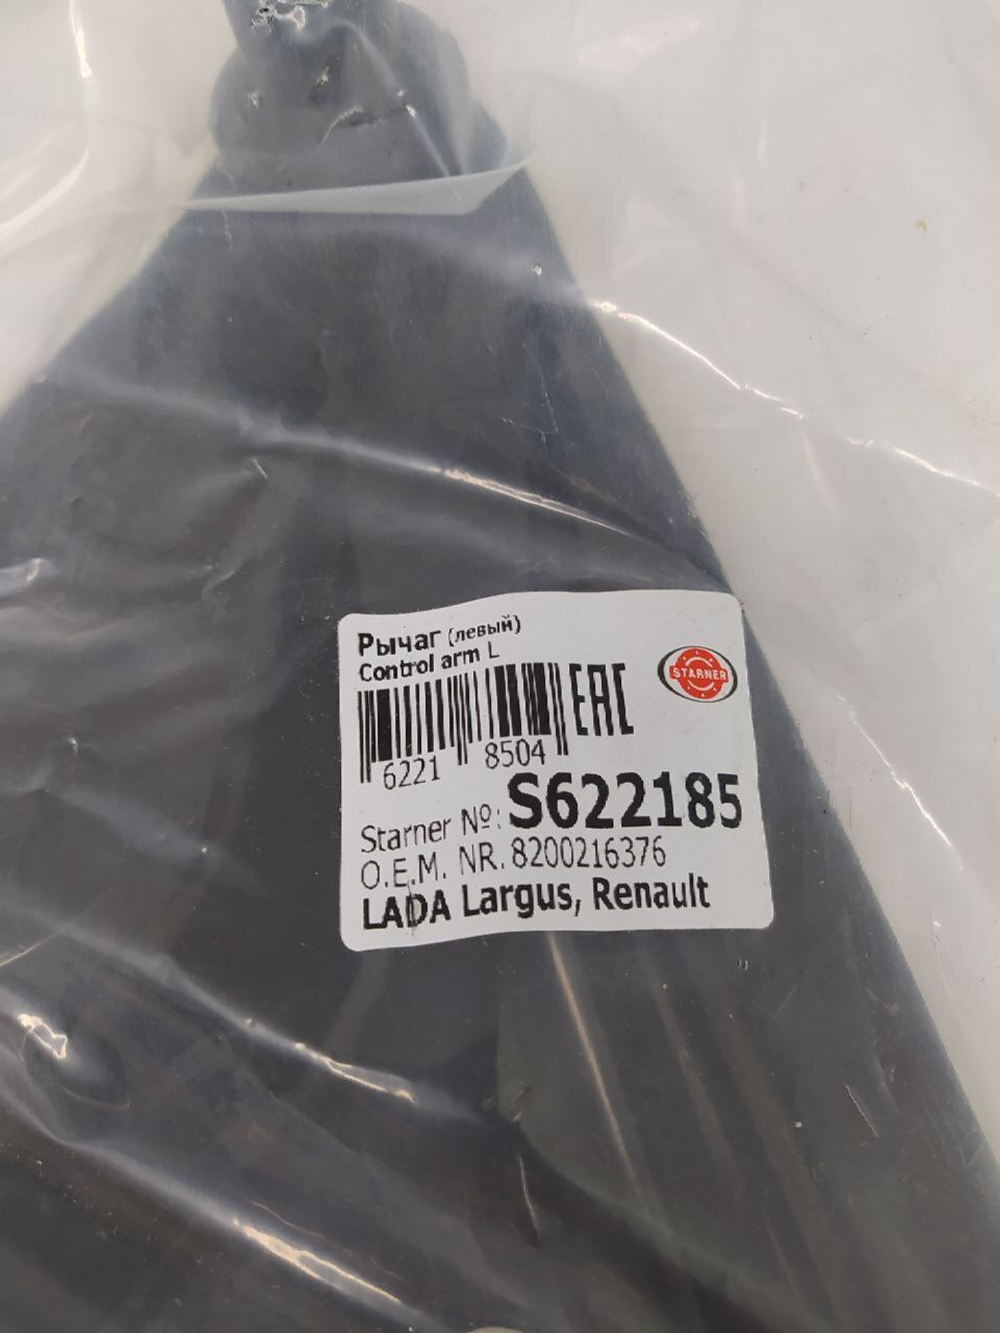 Рычаг (левый)
Control arm L
EAC
STARNER
6221 8504
Starner №: S622185
O.E.M. NR. 8200216376
LADA Largus, Renault